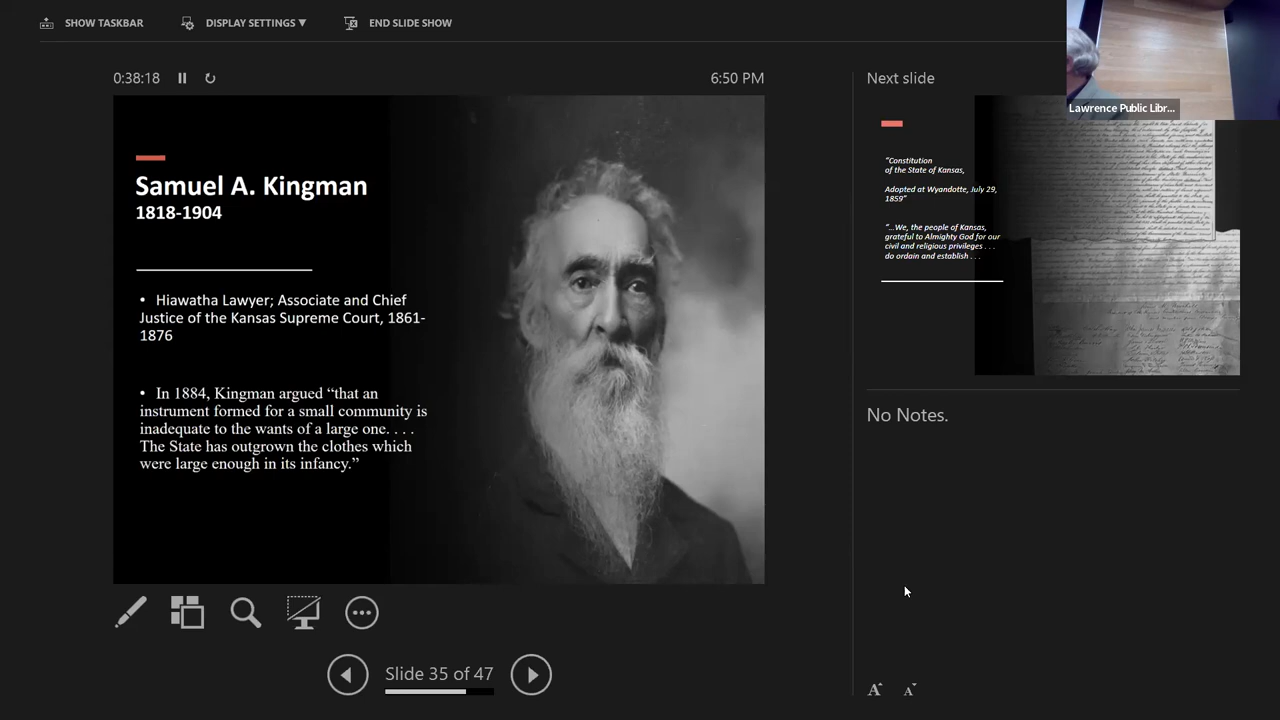 SHOW TASKBAR
DISPLAY SETTINGS ▼
END SLIDE SHOW
Lawrence Public Libr...
0:38:18
6:50 PM
Next slide
Samuel A. Kingman
1818-1904
• Hiawatha Lawyer; Associate and Chief
Justice of the Kansas Supreme Court, 1861-
1876
• In 1884, Kingman argued “that an
instrument formed for a small community is
inadequate to the wants of a large one. . . .
The State has outgrown the clothes which
were large enough in its infancy.”
“Constitution
of the State of Kansas,
Adopted at Wyandotte, July 29,
1859”
“...We, the people of Kansas,
grateful to Almighty God for our
civil and religious privileges . . .
do ordain and establish . . .
No Notes.
Slide 35 of 47
A A